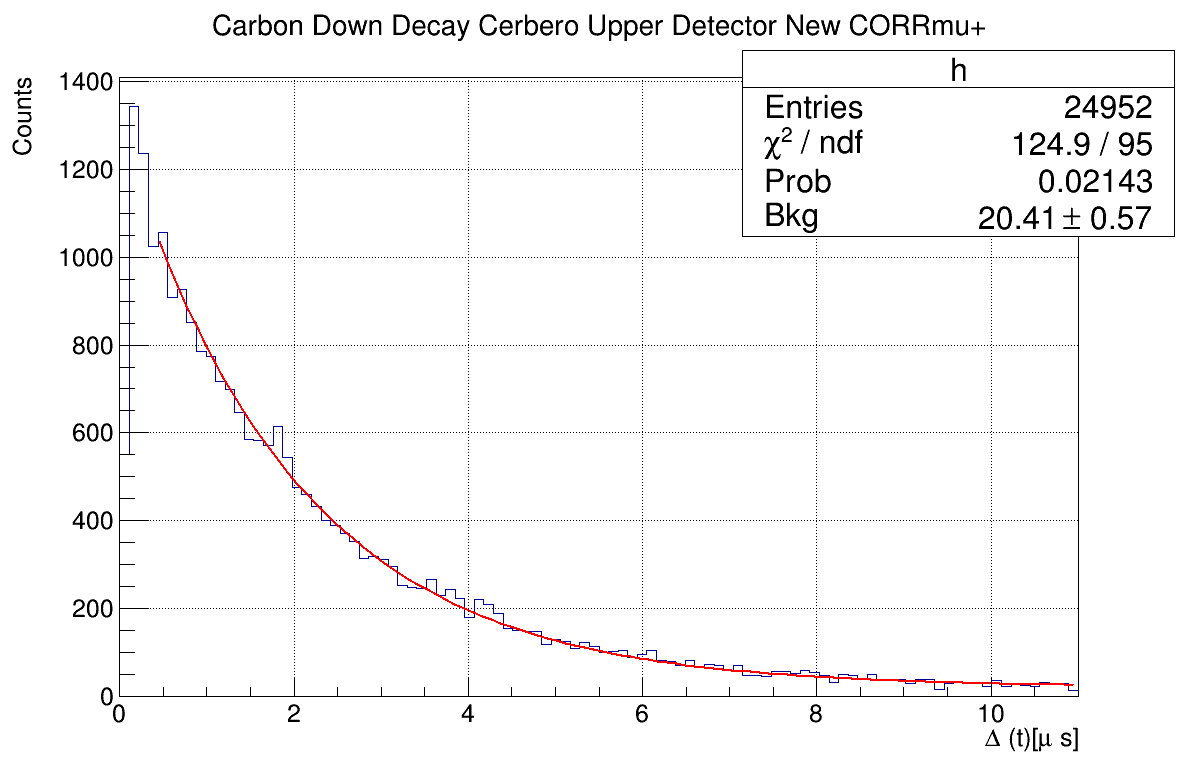 Carbon Down Decay Cerbero Upper Detector New CORRmu+
h
Entries 24952
χ² / ndf 124.9 / 95
Prob 0.02143
Bkg 20.41 ± 0.57
Counts
1400
1200
1000
800
600
400
200
0
0 2 4 6 8 10
Δ (t)[μ s]